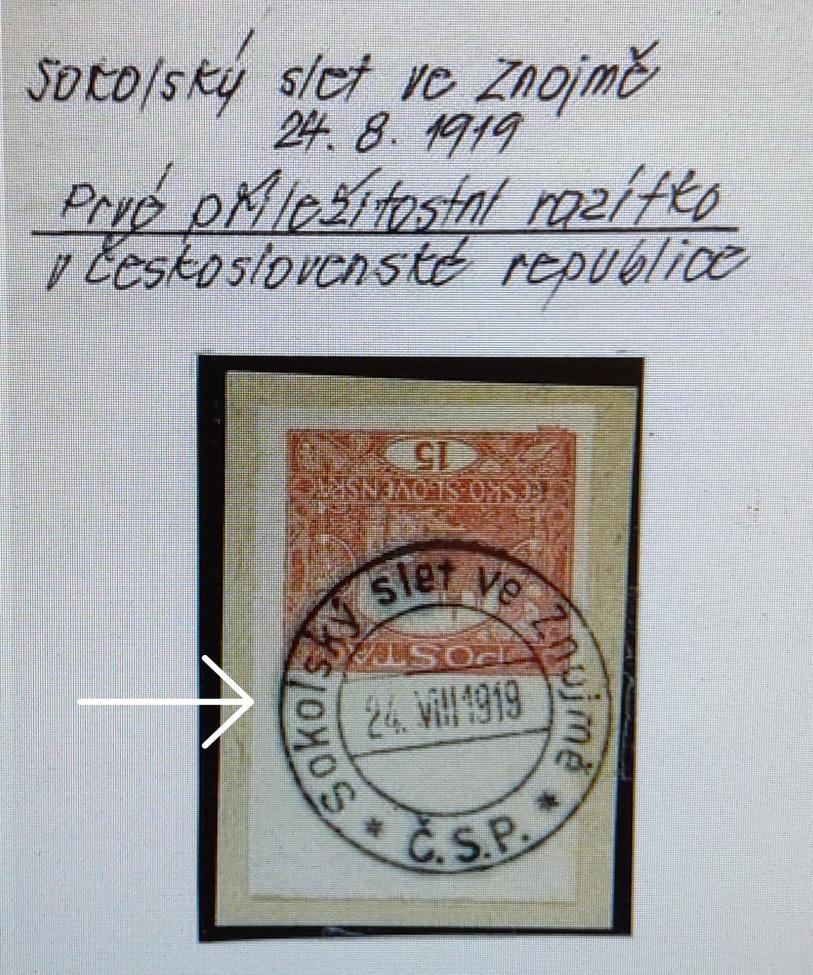 Sokolský slet ve Znojmě
24. 8. 1919
Prvé příležitostní razítko
v Československé republice
15
ČESKO-SLOVENSKÁ
POŠTA
Sokolský slet ve Znojmě
24. VIII 1919
* Č.S.P. *